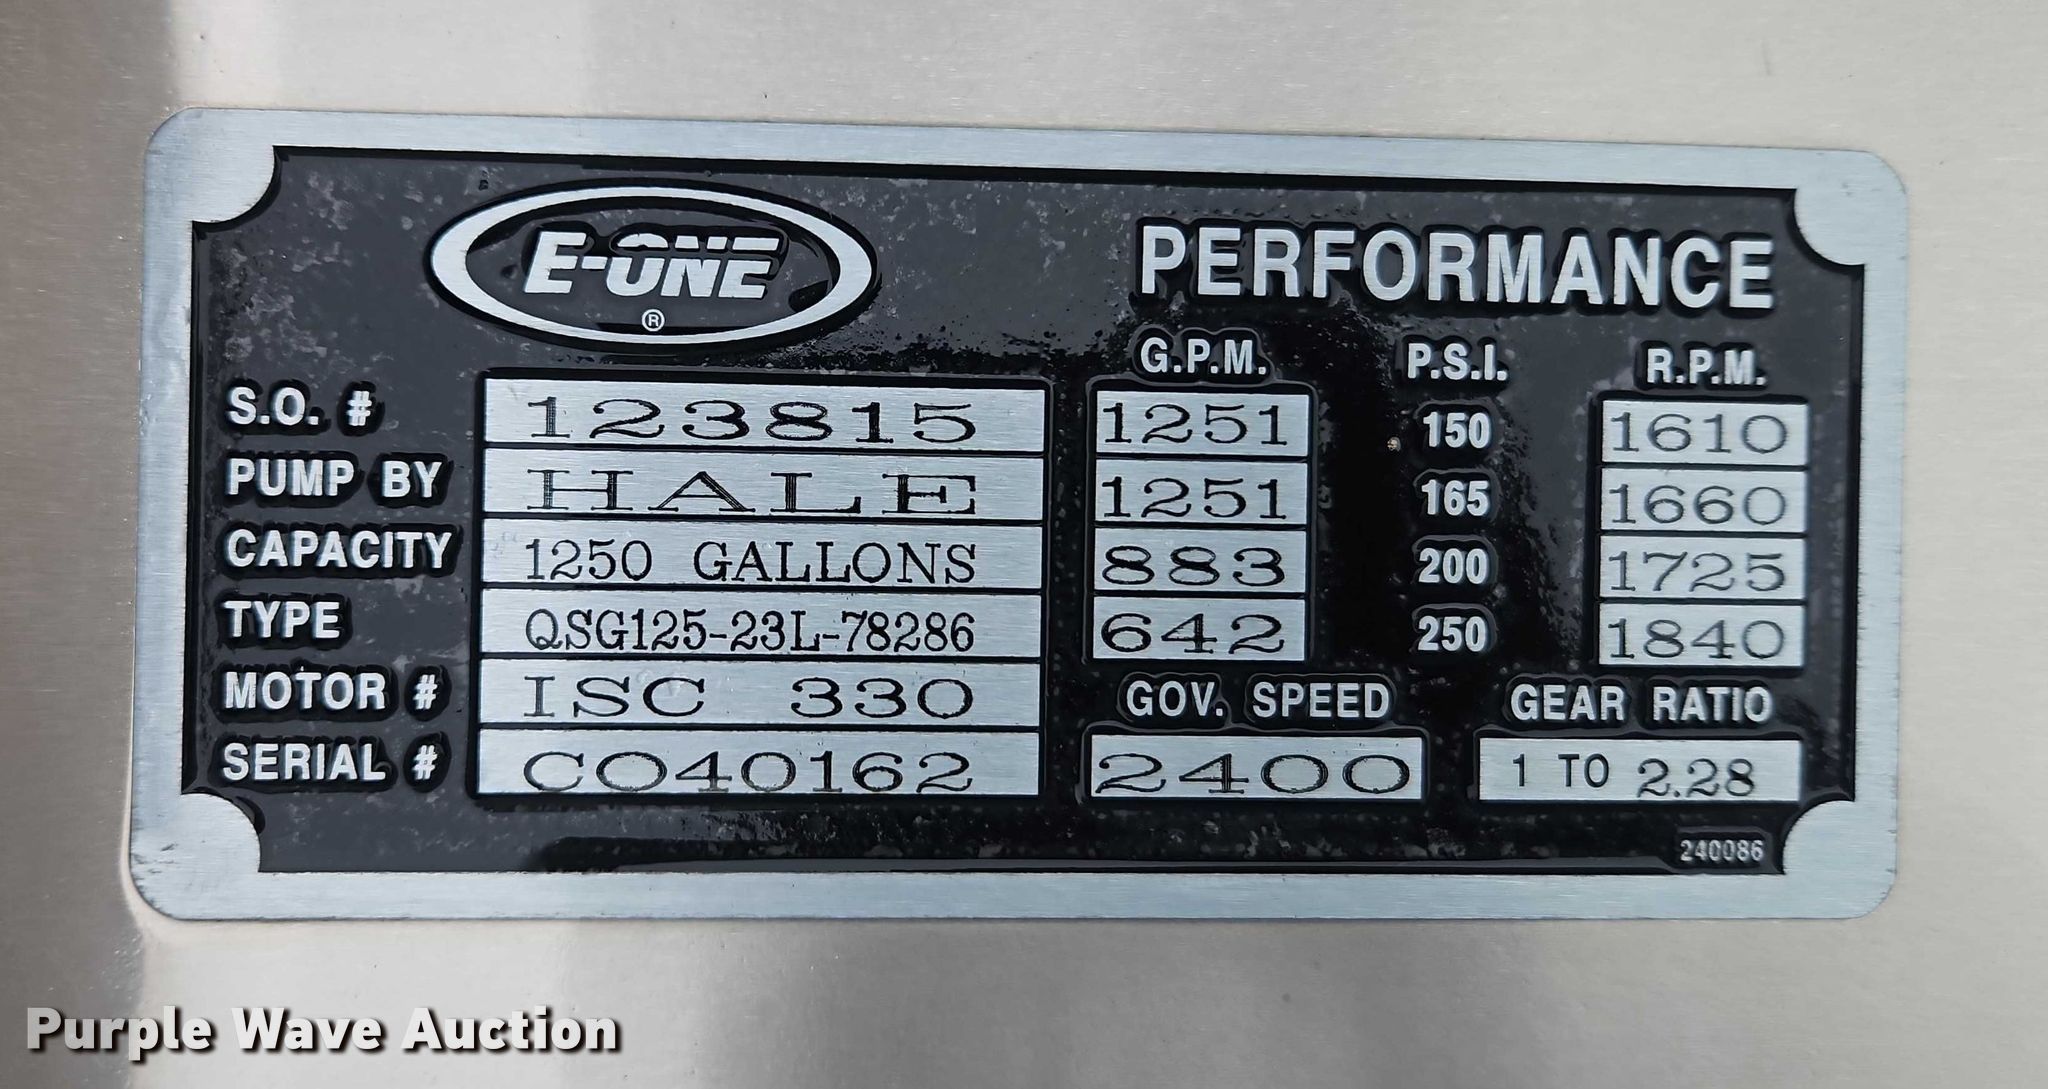 E-ONE
®
PERFORMANCE
G.P.M. P.S.I. R.P.M.
S.O. # 123815 1251 150 1610
PUMP BY HALE 1251 165 1660
CAPACITY 1250 GALLONS 883 200 1725
TYPE QSG125-23L-78286 642 250 1840
MOTOR # ISC 330 GOV. SPEED GEAR RATIO
SERIAL # CO40162 2400 1 TO 2.28
240086
Purple Wave Auction